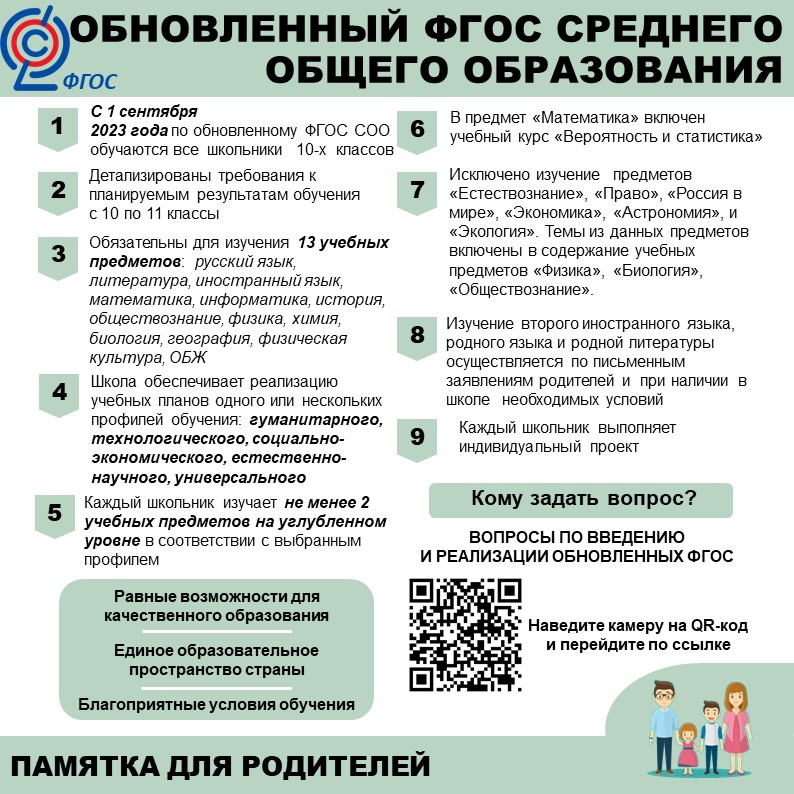 ОБНОВЛЕННЫЙ ФГОС СРЕДНЕГО
ОБЩЕГО ОБРАЗОВАНИЯ
ФГОС
1
С 1 сентября
2023 года по обновленному ФГОС СОО
обучаются все школьники 10-х классов
2
Детализированы требования к
планируемым результатам обучения
с 10 по 11 классы
3
Обязательны для изучения 13 учебных
предметов: русский язык,
литература, иностранный язык,
математика, информатика, история,
обществознание, физика, химия,
биология, география, физическая
культура, ОБЖ
4
Школа обеспечивает реализацию
учебных планов одного или нескольких
профилей обучения: гуманитарного,
технологического, социально-
экономического, естественно-
научного, универсального
5
Каждый школьник изучает не менее 2
учебных предметов на углубленном
уровне в соответствии с выбранным
профилем
Равные возможности для
качественного образования
Единое образовательное
пространство страны
Благоприятные условия обучения
6
В предмет «Математика» включен
учебный курс «Вероятность и статистика»
7
Исключено изучение предметов
«Естествознание», «Право», «Россия в
мире», «Экономика», «Астрономия», и
«Экология». Темы из данных предметов
включены в содержание учебных
предметов «Физика», «Биология»,
«Обществознание».
8
Изучение второго иностранного языка,
родного языка и родной литературы
осуществляется по письменным
заявлениям родителей и при наличии в
школе необходимых условий
9
Каждый школьник выполняет
индивидуальный проект
Кому задать вопрос?
ВОПРОСЫ ПО ВВЕДЕНИЮ
И РЕАЛИЗАЦИИ ОБНОВЛЕННЫХ ФГОС
Наведите камеру на QR-код
и перейдите по ссылке
ПАМЯТКА ДЛЯ РОДИТЕЛЕЙ